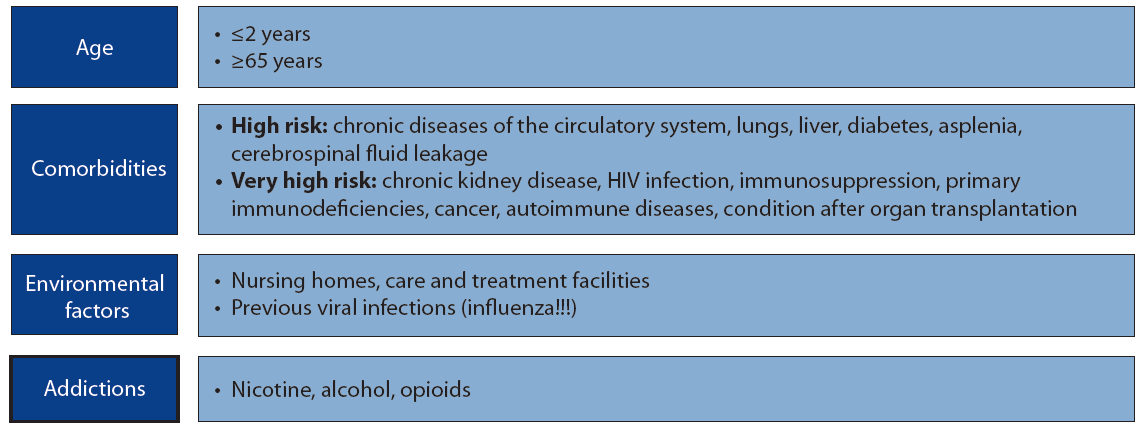 Age
• ≤2 years
• ≥65 years
Comorbidities
• High risk: chronic diseases of the circulatory system, lungs, liver, diabetes, asplenia,
cerebrospinal fluid leakage
• Very high risk: chronic kidney disease, HIV infection, immunosuppression, primary
immunodeficiencies, cancer, autoimmune diseases, condition after organ transplantation
Environmental
factors
• Nursing homes, care and treatment facilities
• Previous viral infections (influenza!!!)
Addictions
• Nicotine, alcohol, opioids